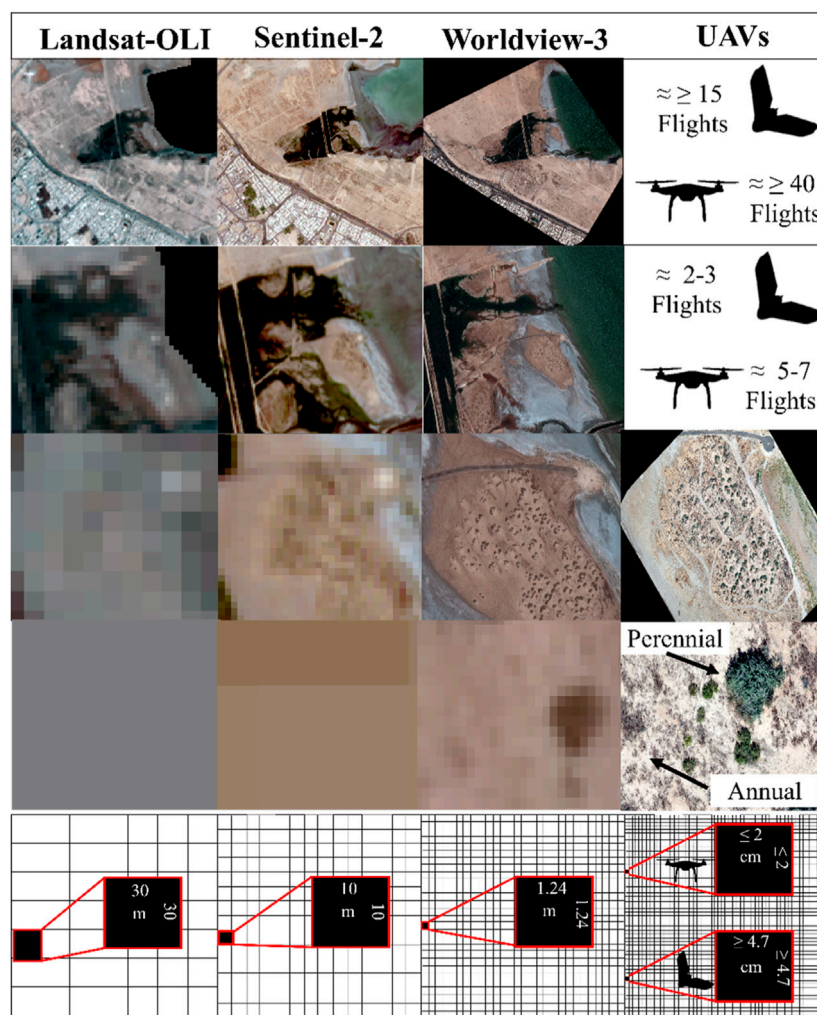 Landsat-OLI
Sentinel-2
Worldview-3
UAVs
≈ ≥ 15
Flights
≈ ≥ 40
Flights
≈ 2-3
Flights
≈ 5-7
Flights
Perennial
Annual
30
m
30
10
m
10
1.24
m
1.24
≤ 2
cm
≤ 2
≥ 4.7
cm
≥ 4.7